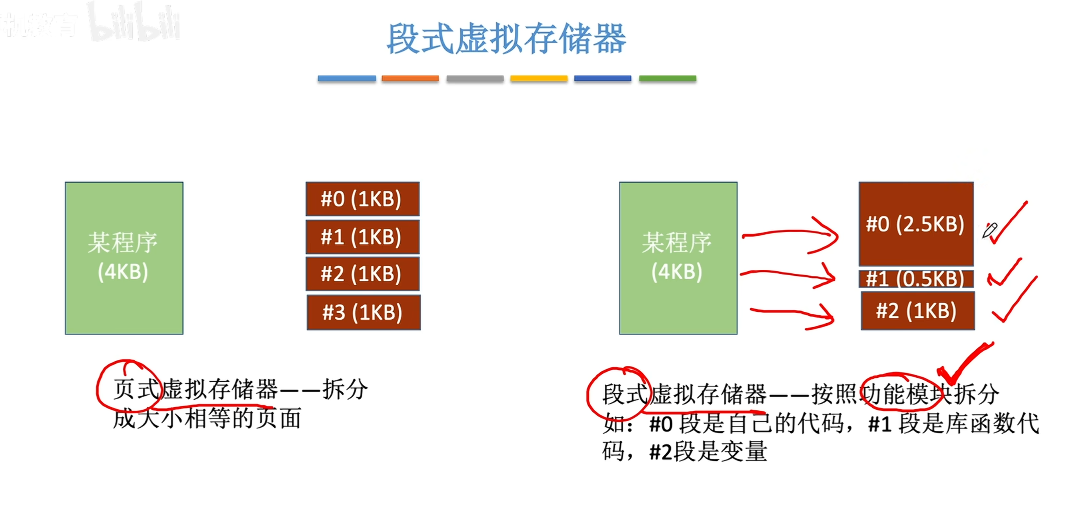 bilibili
段式虚拟存储器
某程序
(4KB)
#0 (1KB)
#1 (1KB)
#2 (1KB)
#3 (1KB)
页式虚拟存储器——拆分
成大小相等的页面
某程序
(4KB)
#0 (2.5KB)
#1 (0.5KB)
#2 (1KB)
段式虚拟存储器——按照功能模块拆分
如：#0 段是自己的代码，#1 段是库函数代
码，#2段是变量